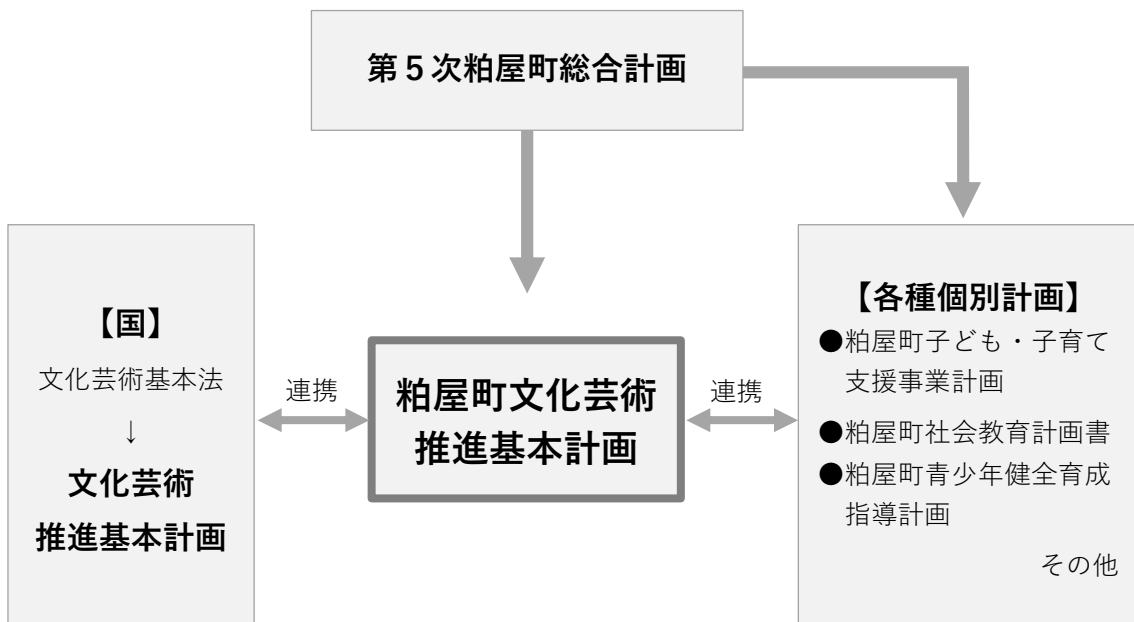 第５次粕屋町総合計画
【国】
文化芸術基本法
↓
文化芸術
推進基本計画
連携
粕屋町文化芸術
推進基本計画
連携
【各種個別計画】
●粕屋町子ども・子育て
支援事業計画
●粕屋町社会教育計画書
●粕屋町青少年健全育成
指導計画
その他